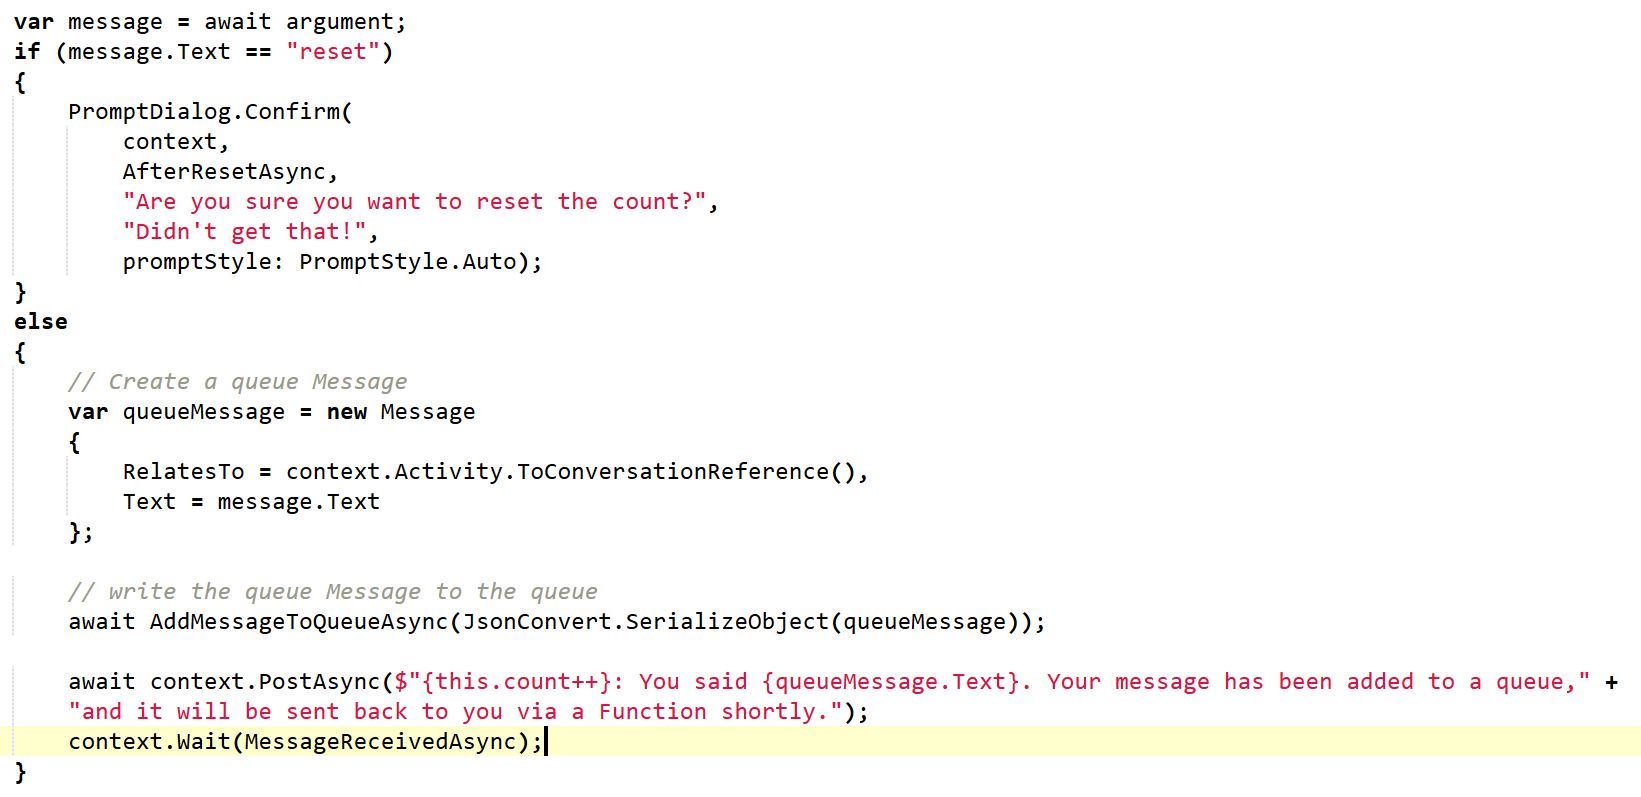 var message = await argument;
if (message.Text == "reset")
{
    PromptDialog.Confirm(
        context,
        AfterResetAsync,
        "Are you sure you want to reset the count?",
        "Didn't get that!",
        promptStyle: PromptStyle.Auto);
}
else
{
    // Create a queue Message
    var queueMessage = new Message
    {
        RelatesTo = context.Activity.ToConversationReference(),
        Text = message.Text
    };

    // write the queue Message to the queue
    await AddMessageToQueueAsync(JsonConvert.SerializeObject(queueMessage));

    await context.PostAsync($"{this.count++}: You said {queueMessage.Text}. Your message has been added to a queue," +
    "and it will be sent back to you via a Function shortly.");
    context.Wait(MessageReceivedAsync);
}